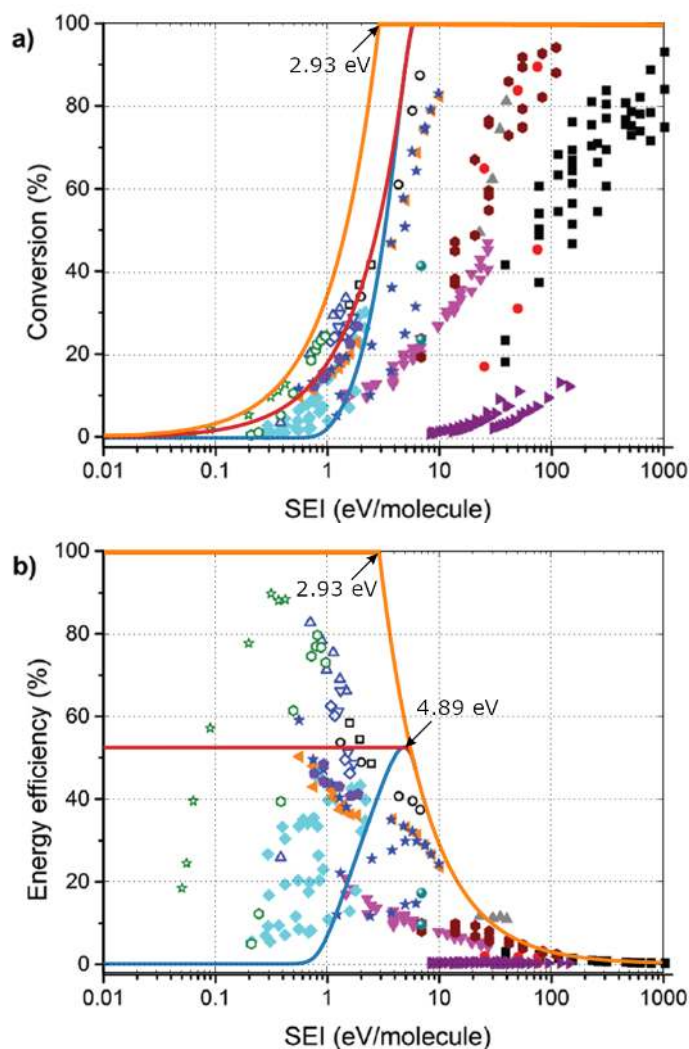 a)
Conversion (%)
100
80
60
40
20
0
2.93 eV
0.01 0.1 1 10 100 1000
SEI (eV/molecule)
b)
Energy efficiency (%)
100
80
60
40
20
0
2.93 eV
4.89 eV
0.01 0.1 1 10 100 1000
SEI (eV/molecule)